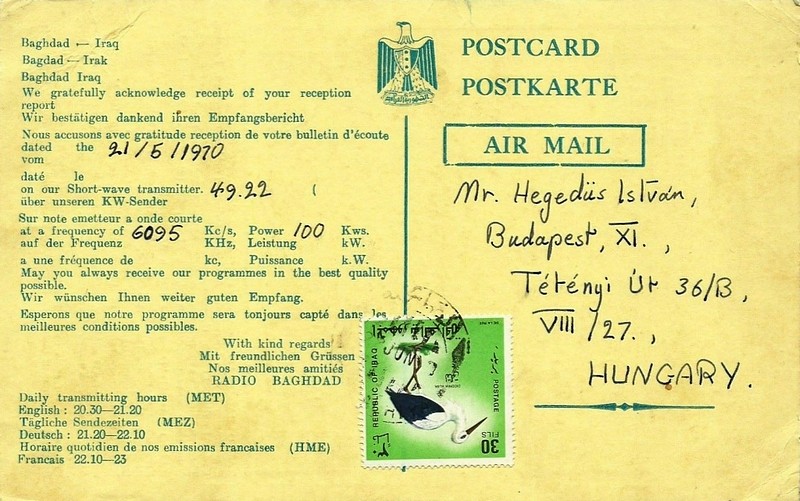 Baghdad — Iraq
Bagdad — Irak
Baghdad Iraq
We gratefully acknowledge receipt of your reception
report
Wir bestätigen dankend ihren Empfangsbericht
Nous accusons avec gratitude reception de votre bulletin d'écoute
dated the 21/5/1970
vom
daté le
on our Short-wave transmitter. 49.22 (
über unseren KW-Sender
Sur note emetteur a onde courte
at a frequency of 6095 Kc/s, Power 100 Kws.
auf der Frequenz KHz, Leistung kW.
a une fréquence de kc, Puissance k.W.
May you always receive our programmes in the best quality
possible.
Wir wünschen Ihnen weiter guten Empfang.
Esperons que notre programme sera tonjours capté dans les
meilleures conditions possibles.
With kind regards
Mit freundlichen Grüssen
Nos meilleures amitiés
RADIO BAGHDAD
Daily transmitting hours (MET)
English : 20.30—21.20
Tägliche Sendezeiten (MEZ)
Deutsch : 21.20—22.10
Horaire quotidien de nos emissions francaises (HME)
Francais 22.10—23
POSTCARD
POSTKARTE
AIR MAIL
Mr. Hegedüs István,
Budapest, XI.,
Tétényi Út 36/B,
VIII/27.,
HUNGARY.
REPUBLIC OF IRAQ
POSTAGE
30
FILS